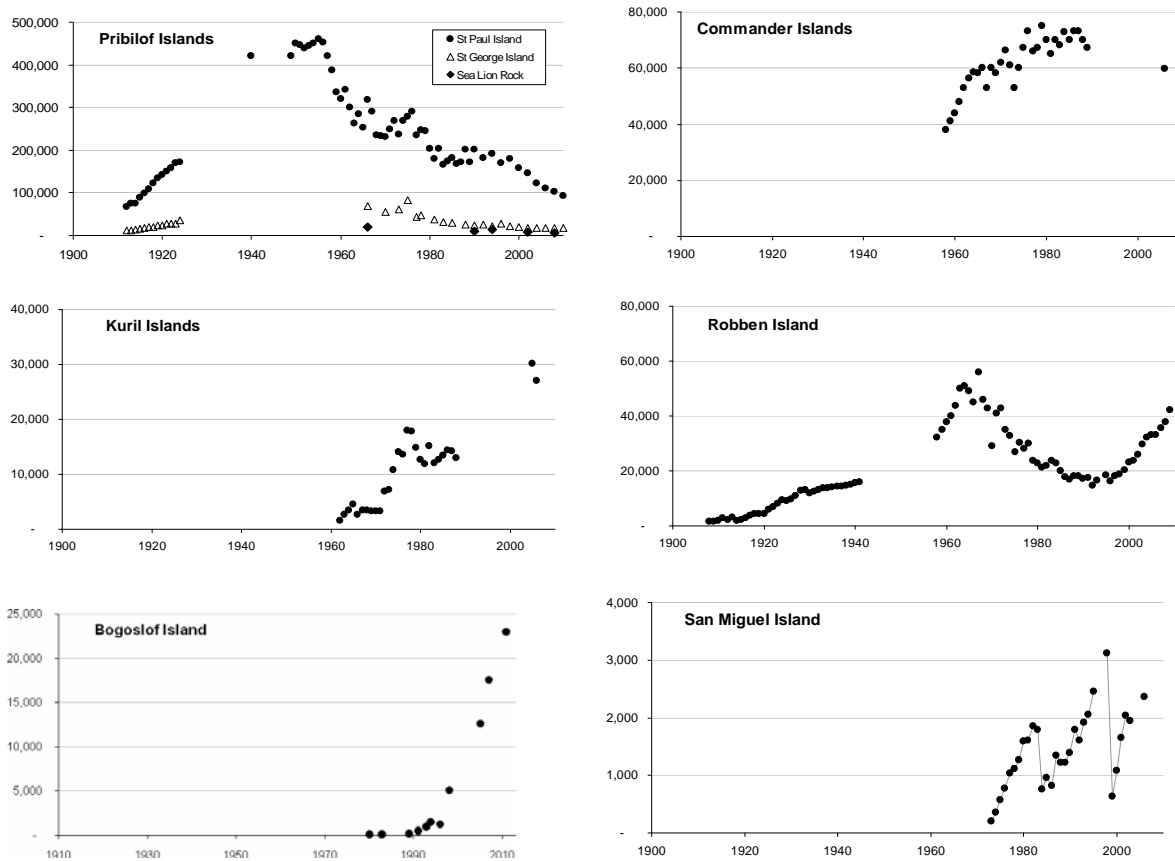 Pribilof Islands
500,000
400,000
300,000
200,000
100,000
-
1900 1920 1940 1960 1980 2000
St Paul Island
St George Island
Sea Lion Rock
Commander Islands
80,000
60,000
40,000
20,000
-
1900 1920 1940 1960 1980 2000
Kuril Islands
40,000
30,000
20,000
10,000
-
1900 1920 1940 1960 1980 2000
Robben Island
80,000
60,000
40,000
20,000
-
1900 1920 1940 1960 1980 2000
Bogoslof Island
25,000
20,000
15,000
10,000
5,000
-
1910 1930 1950 1970 1990 2010
San Miguel Island
4,000
3,000
2,000
1,000
-
1900 1920 1940 1960 1980 2000